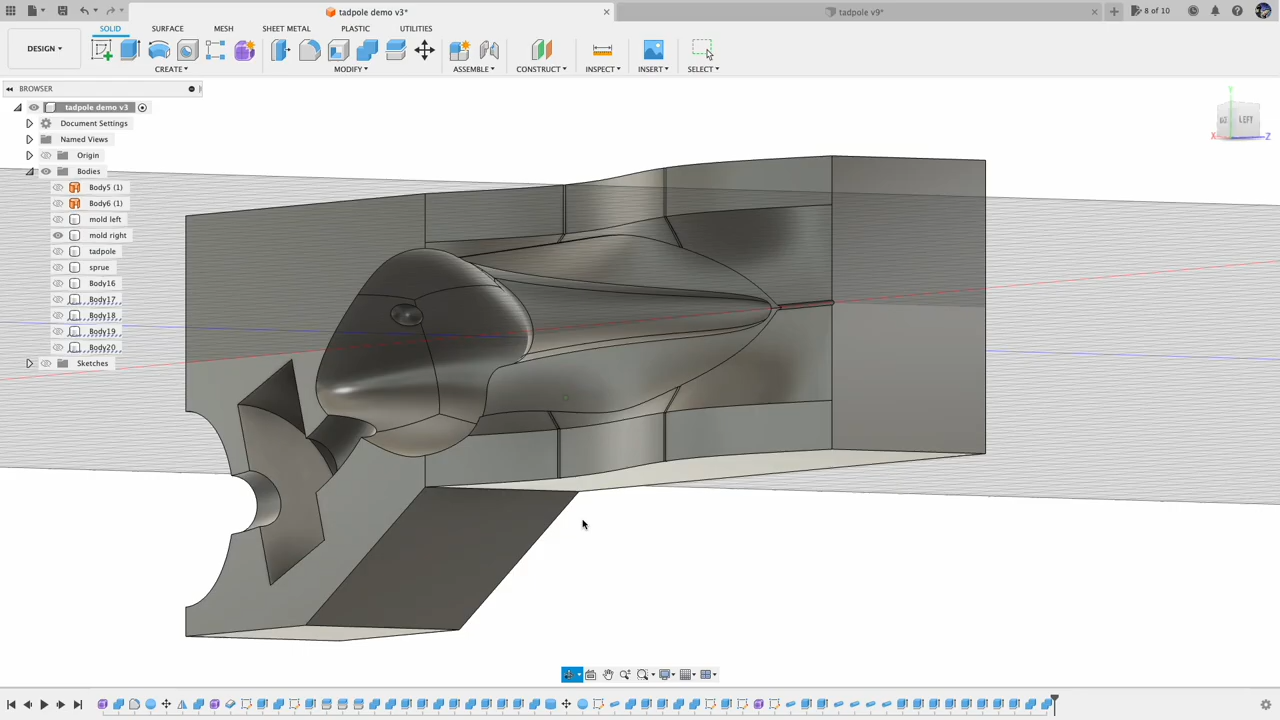 tadpole demo v3*
tadpole v9*
8 of 10
SOLID
SURFACE
MESH
SHEET METAL
PLASTIC
UTILITIES
DESIGN
CREATE
MODIFY
ASSEMBLE
CONSTRUCT
INSPECT
INSERT
SELECT
BROWSER
tadpole demo v3
Document Settings
Named Views
Origin
Bodies
Body5 (1)
Body6 (1)
mold left
mold right
tadpole
sprue
Body16
Body17
Body18
Body19
Body20
Sketches
Y
LEFT
X
Z